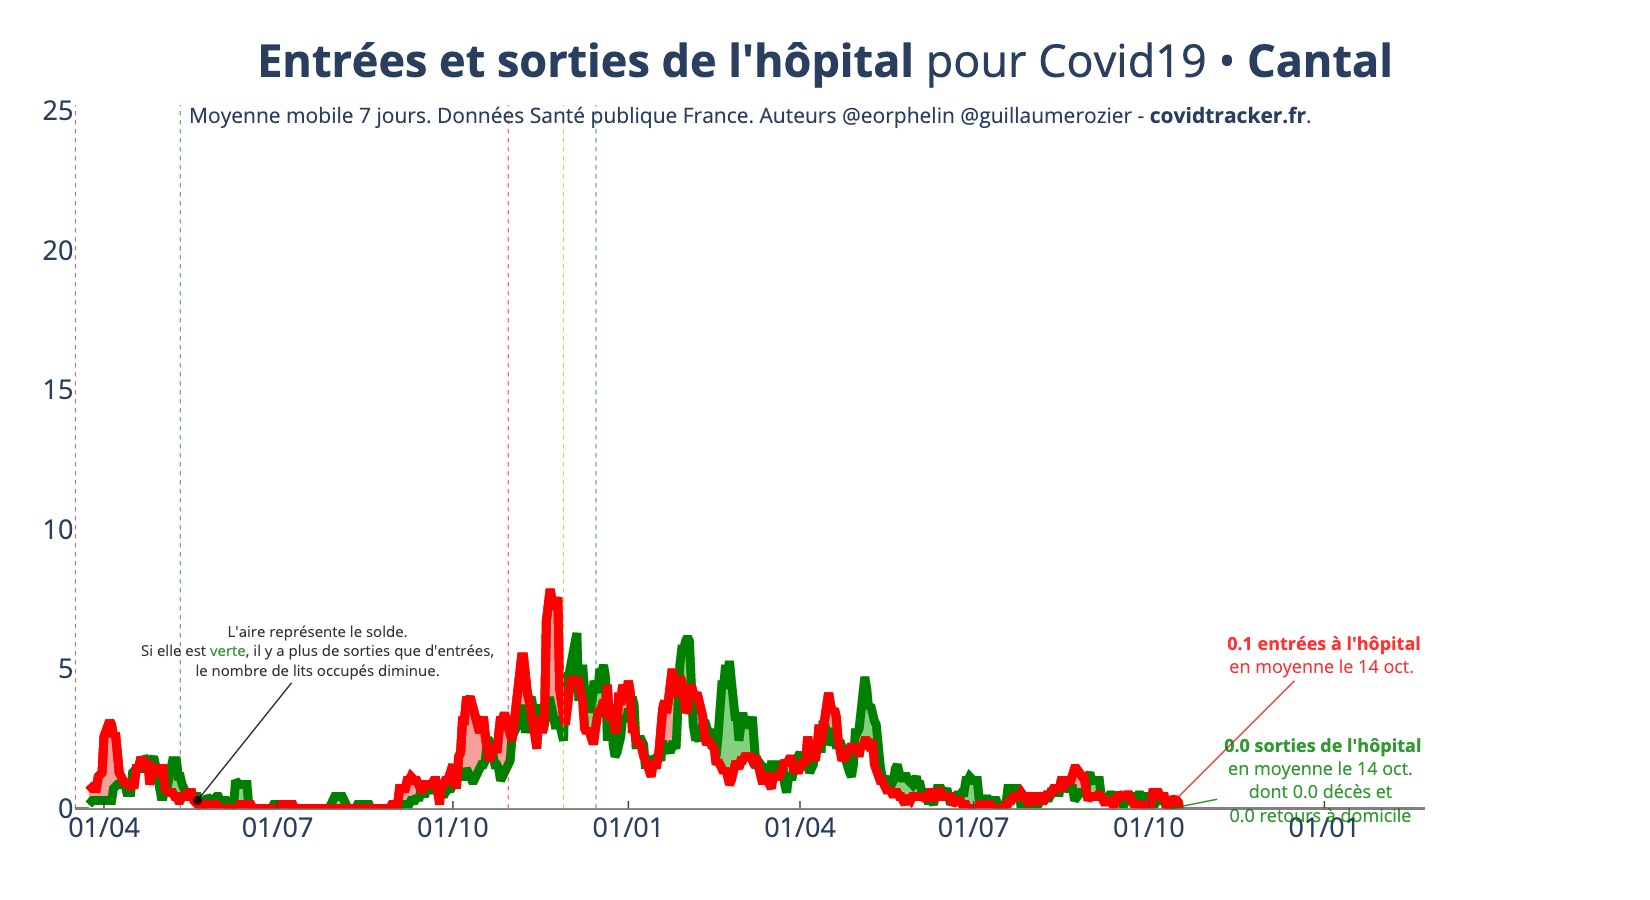 Entrées et sorties de l'hôpital pour Covid19 • Cantal
Moyenne mobile 7 jours. Données Santé publique France. Auteurs @eorphelin @guillaumerozier - covidtracker.fr.
25
20
15
10
5
0
L'aire représente le solde.
Si elle est verte, il y a plus de sorties que d'entrées,
le nombre de lits occupés diminue.
0.1 entrées à l'hôpital
en moyenne le 14 oct.
0.0 sorties de l'hôpital
en moyenne le 14 oct.
dont 0.0 décès et
0.0 retours à domicile
01/04 01/07 01/10 01/01 01/04 01/07 01/10 01/01